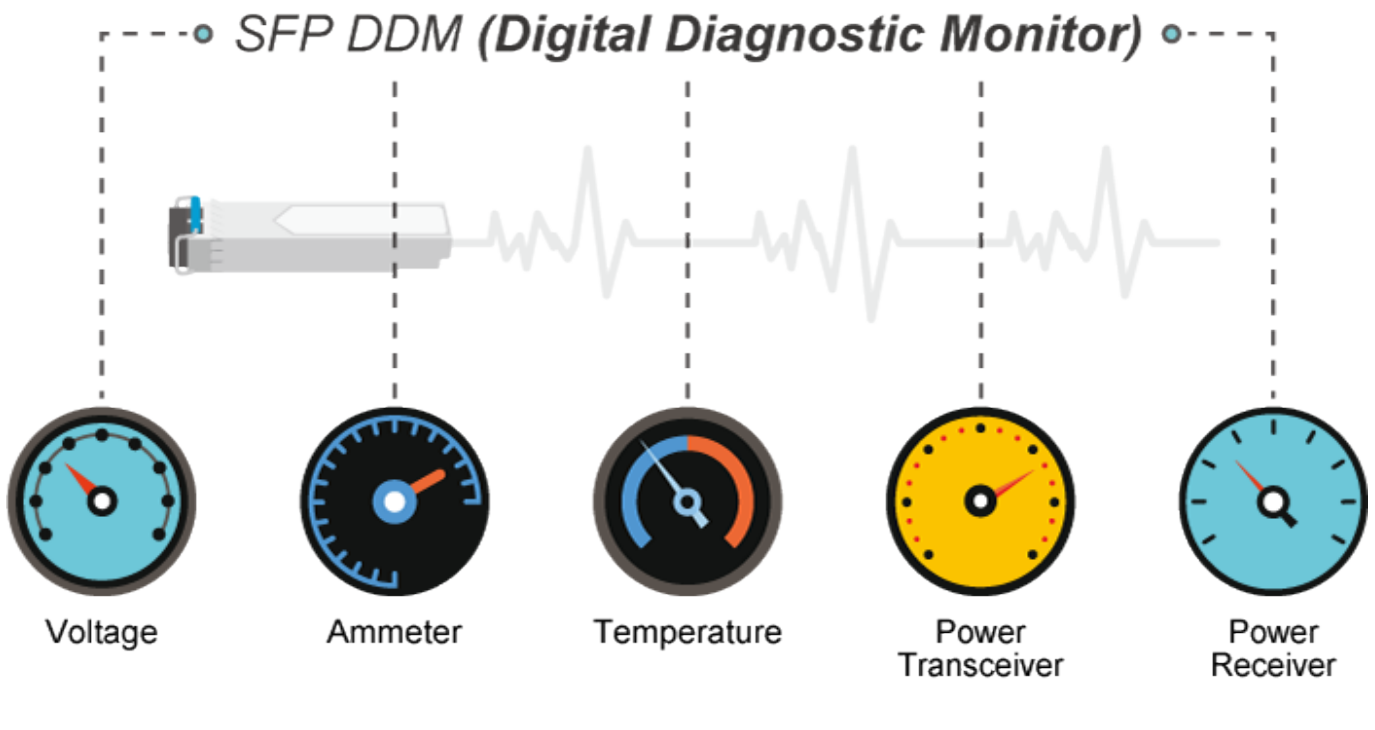 SFP DDM (Digital Diagnostic Monitor)
Voltage
Ammeter
Temperature
Power
Transceiver
Power
Receiver